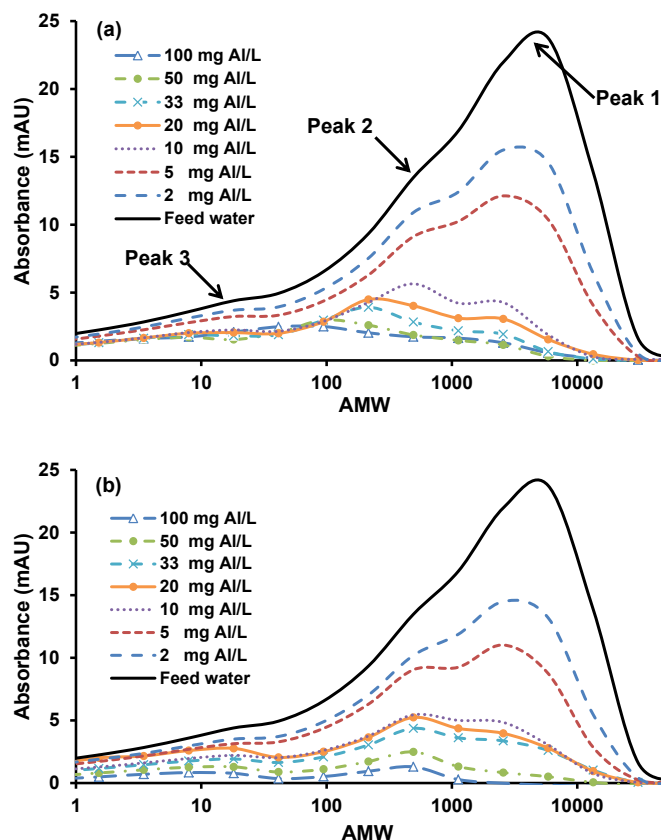 (a)
25
20
15
10
5
0
Absorbance (mAU)
100 mg Al/L
50 mg Al/L
33 mg Al/L
20 mg Al/L
10 mg Al/L
5 mg Al/L
2 mg Al/L
Feed water
Peak 1
Peak 2
Peak 3
1 10 100 1000 10000
AMW
(b)
25
20
15
10
5
0
Absorbance (mAU)
100 mg Al/L
50 mg Al/L
33 mg Al/L
20 mg Al/L
10 mg Al/L
5 mg Al/L
2 mg Al/L
Feed water
1 10 100 1000 10000
AMW